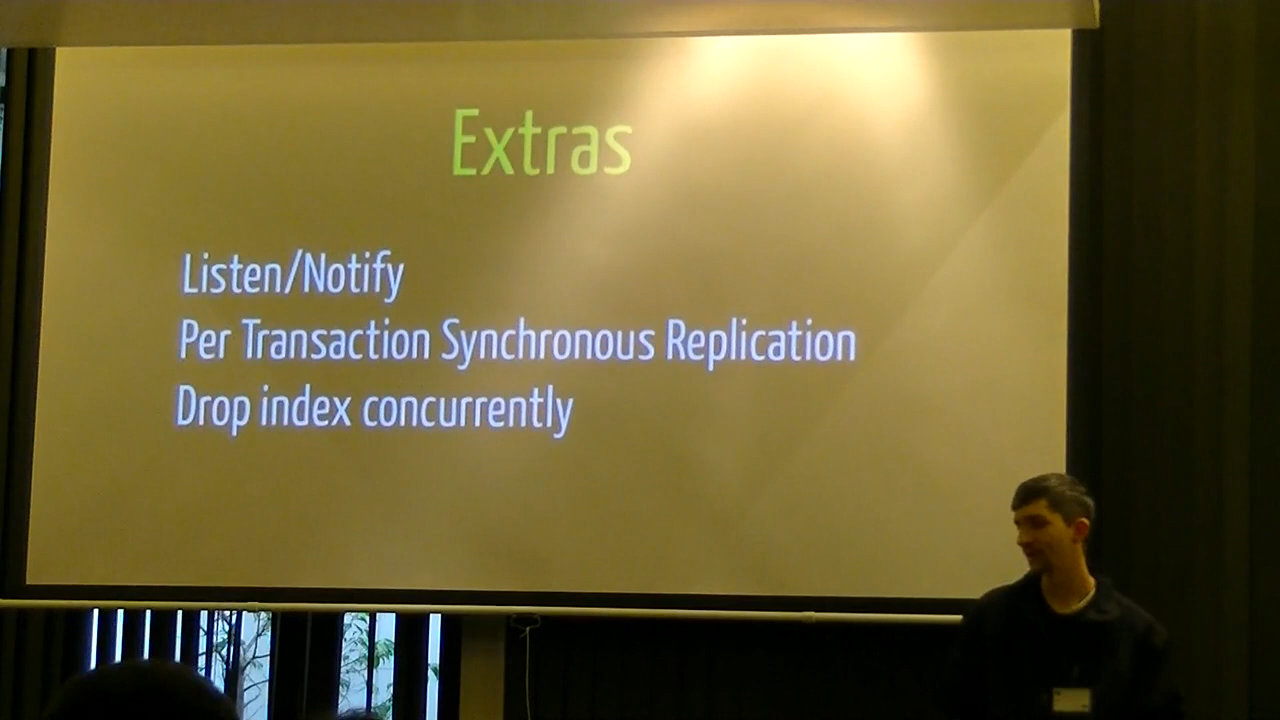 Extras
Listen/Notify
Per Transaction Synchronous Replication
Drop index concurrently